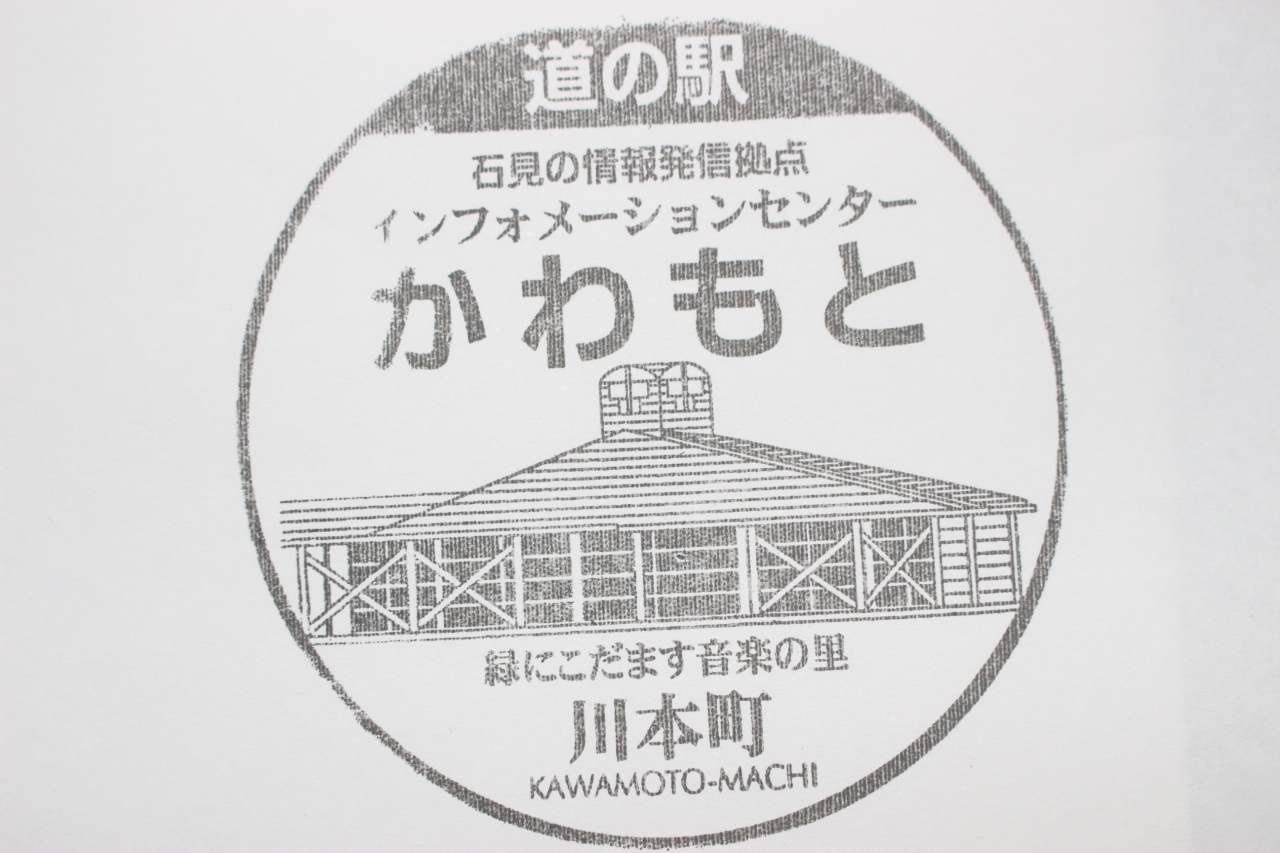 道の駅
石見の情報発信拠点
インフォメーションセンター
かわもと
緑にこだます音楽の里
川本町
KAWAMOTO-MACHI